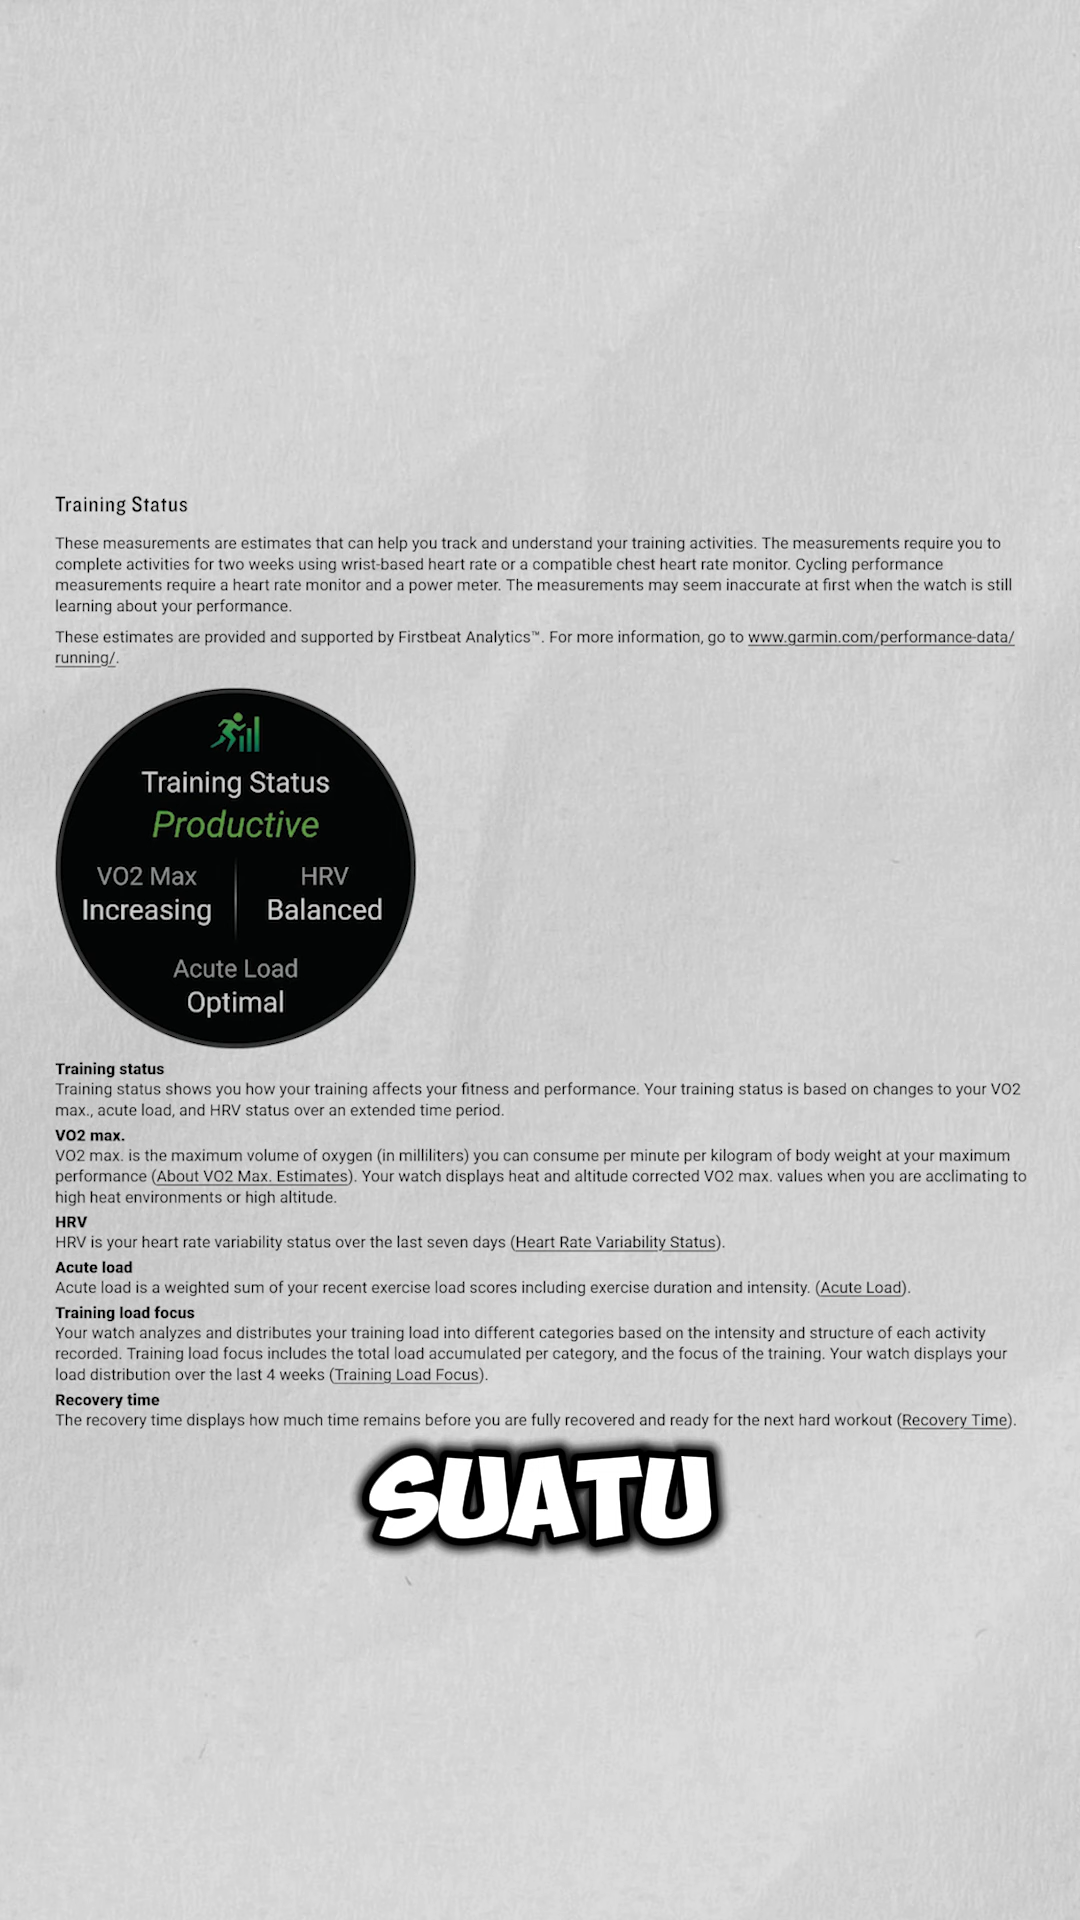 Training Status
These measurements are estimates that can help you track and understand your training activities. The measurements require you to
complete activities for two weeks using wrist-based heart rate or a compatible chest heart rate monitor. Cycling performance
measurements require a heart rate monitor and a power meter. The measurements may seem inaccurate at first when the watch is still
learning about your performance.
These estimates are provided and supported by Firstbeat Analytics™. For more information, go to www.garmin.com/performance-data/
running/.
Training Status
Productive
VO2 Max HRV
Increasing Balanced
Acute Load
Optimal
Training status
Training status shows you how your training affects your fitness and performance. Your training status is based on changes to your VO2
max., acute load, and HRV status over an extended time period.
VO2 max.
VO2 max. is the maximum volume of oxygen (in milliliters) you can consume per minute per kilogram of body weight at your maximum
performance (About VO2 Max. Estimates). Your watch displays heat and altitude corrected VO2 max. values when you are acclimating to
high heat environments or high altitude.
HRV
HRV is your heart rate variability status over the last seven days (Heart Rate Variability Status).
Acute load
Acute load is a weighted sum of your recent exercise load scores including exercise duration and intensity. (Acute Load).
Training load focus
Your watch analyzes and distributes your training load into different categories based on the intensity and structure of each activity
recorded. Training load focus includes the total load accumulated per category, and the focus of the training. Your watch displays your
load distribution over the last 4 weeks (Training Load Focus).
Recovery time
The recovery time displays how much time remains before you are fully recovered and ready for the next hard workout (Recovery Time).
SUATU